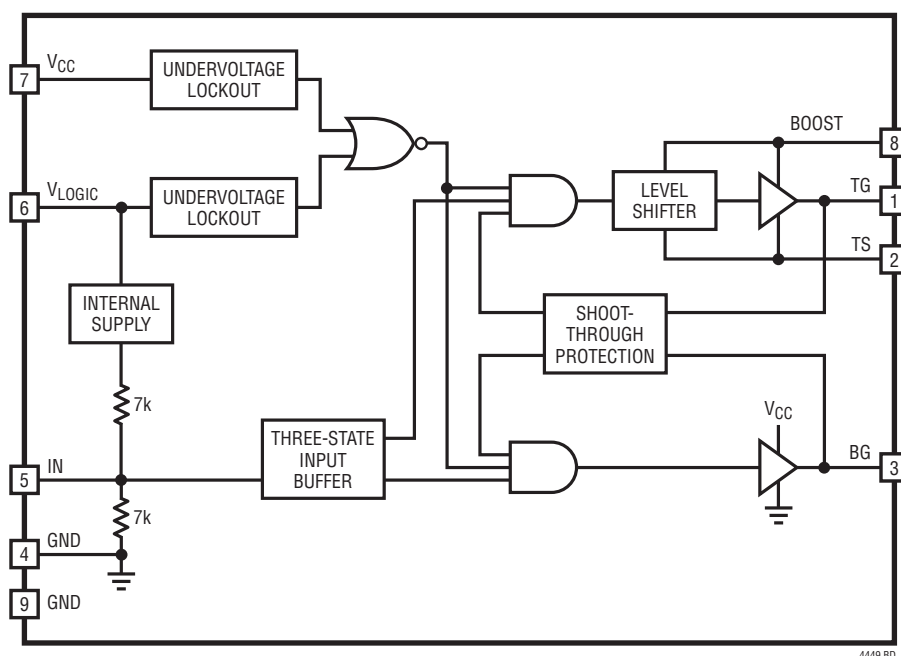 7
VCC
UNDERVOLTAGE
LOCKOUT
6
VLOGIC
UNDERVOLTAGE
LOCKOUT
INTERNAL
SUPPLY
7k
5
IN
7k
4
GND
9
GND
THREE-STATE
INPUT
BUFFER
LEVEL
SHIFTER
SHOOT-
THROUGH
PROTECTION
VCC
BOOST
8
TG
1
TS
2
BG
3
4449 BD